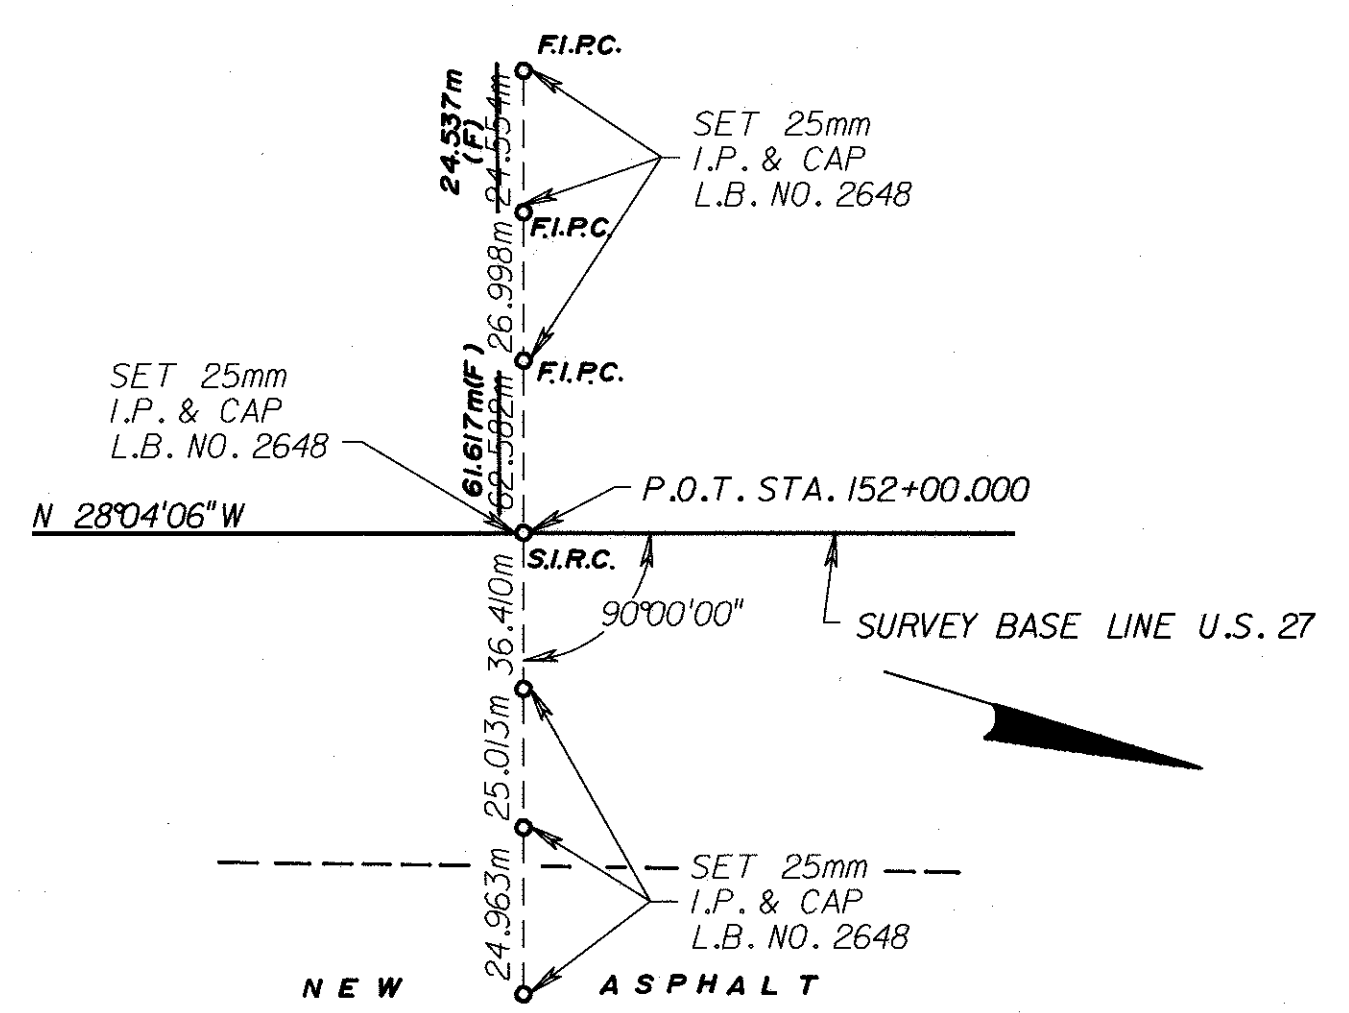 F.I.P.C.
24.537m
(F)
24.554m
SET 25mm
I.P. & CAP
L.B. NO. 2648
F.I.P.C.
26.998m
F.I.P.C.
SET 25mm
I.P. & CAP
L.B. NO. 2648
61.617m(F)
62.582m
P.O.T. STA. 152+00.000
N 28°04'06" W
S.I.R.C.
36.410m
90°00'00"
SURVEY BASE LINE U.S. 27
25.013m
24.963m
SET 25mm
I.P. & CAP
L.B. NO. 2648
NEW ASPHALT